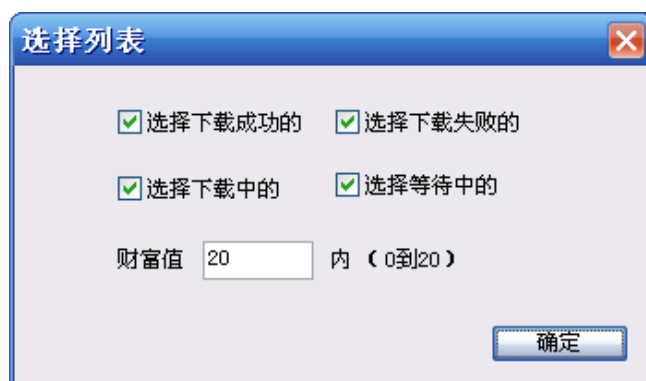 选择列表
选择下载成功的 选择下载失败的
选择下载中的 选择等待中的
财富值 20 内 （0到20）
确定